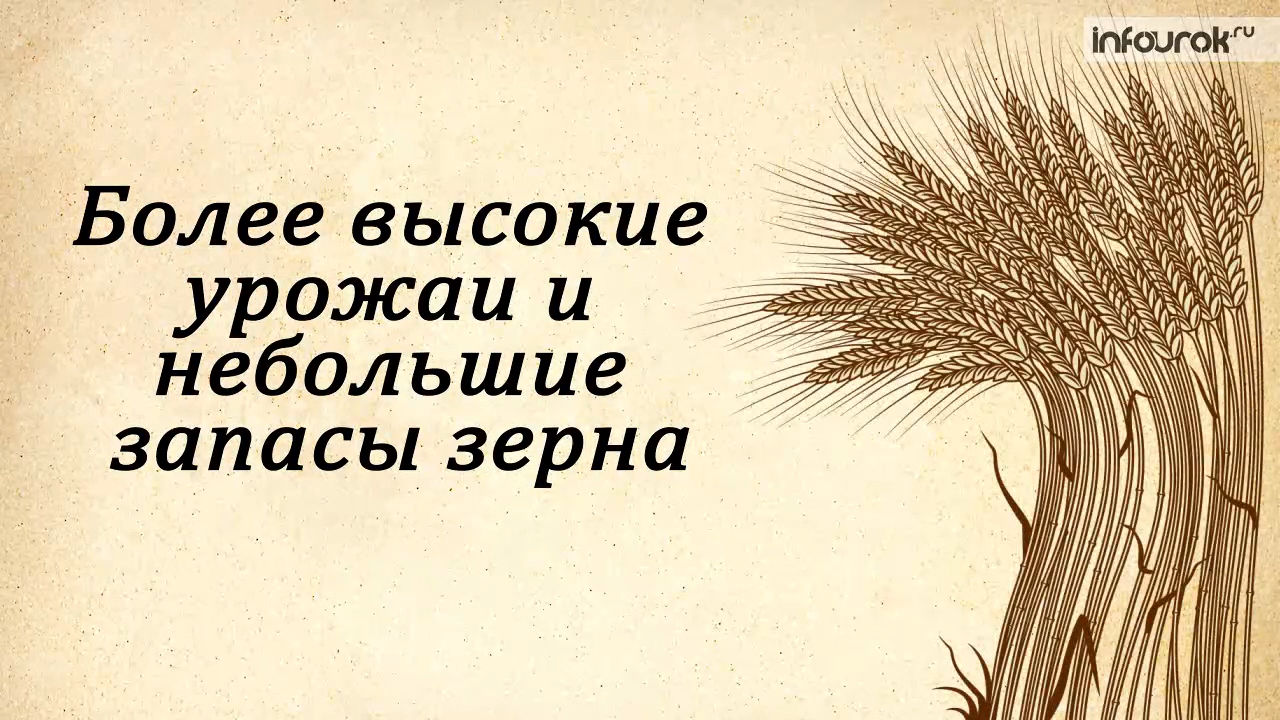 infourok.ru
Более высокие
урожаи и
небольшие
запасы зерна